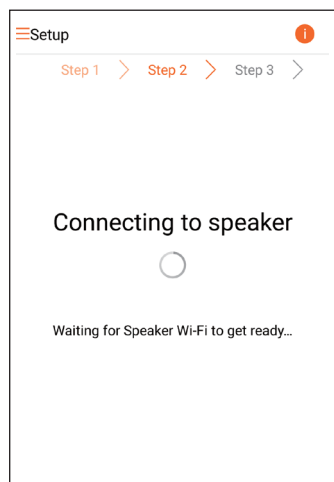 Setup
i
Step 1 Step 2 Step 3
Connecting to speaker
Waiting for Speaker Wi-Fi to get ready...